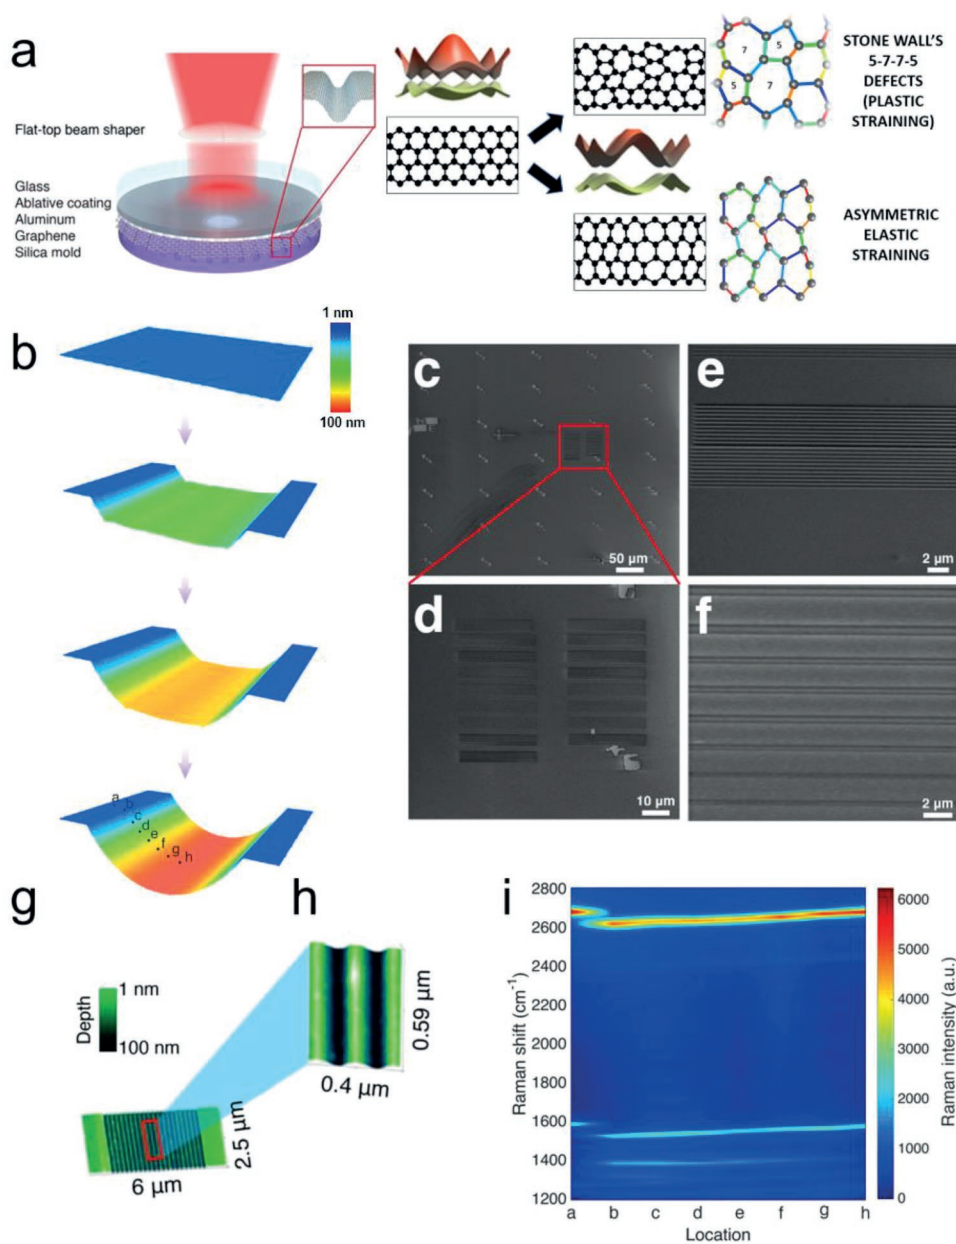 a
Flat-top beam shaper
Glass
Ablative coating
Aluminum
Graphene
Silica mold
7
5
5
7
STONE WALL'S
5-7-7-5
DEFECTS
(PLASTIC
STRAINING)
ASYMMETRIC
ELASTIC
STRAINING
b
1 nm
100 nm
a
b
c
d
e
f
g
h
c
50 µm
e
2 µm
d
10 µm
f
2 µm
g
Depth
1 nm
100 nm
6 µm
2.5 µm
h
0.4 µm
0.59 µm
i
Raman shift (cm-1)
2800
2600
2400
2200
2000
1800
1600
1400
1200
a b c d e f g h
Location
6000
5000
4000
3000
2000
1000
0
Raman intensity (a.u.)